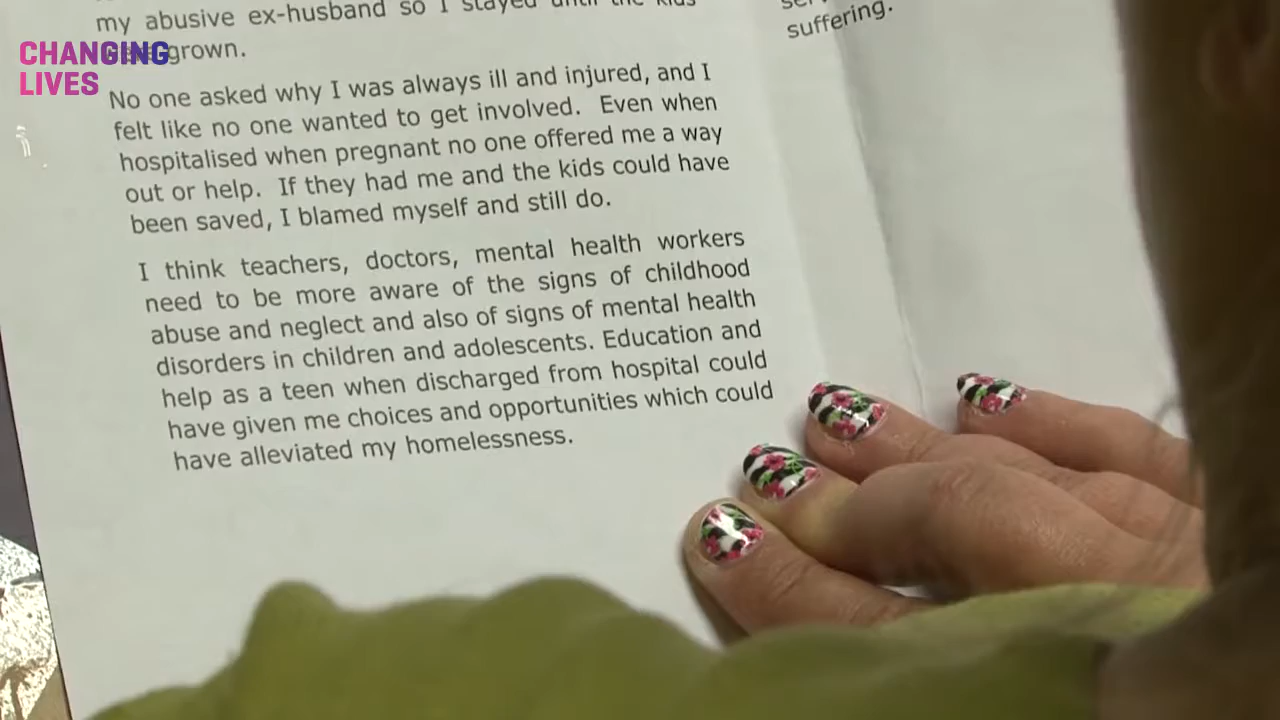 CHANGING
LIVES
my abusive ex-husband so I stayed until the kids
grown.
No one asked why I was always ill and injured, and I
felt like no one wanted to get involved. Even when
hospitalised when pregnant no one offered me a way
out or help. If they had me and the kids could have
been saved, I blamed myself and still do.
I think teachers, doctors, mental health workers
need to be more aware of the signs of childhood
abuse and neglect and also of signs of mental health
disorders in children and adolescents. Education and
help as a teen when discharged from hospital could
have given me choices and opportunities which could
have alleviated my homelessness.
suffering.